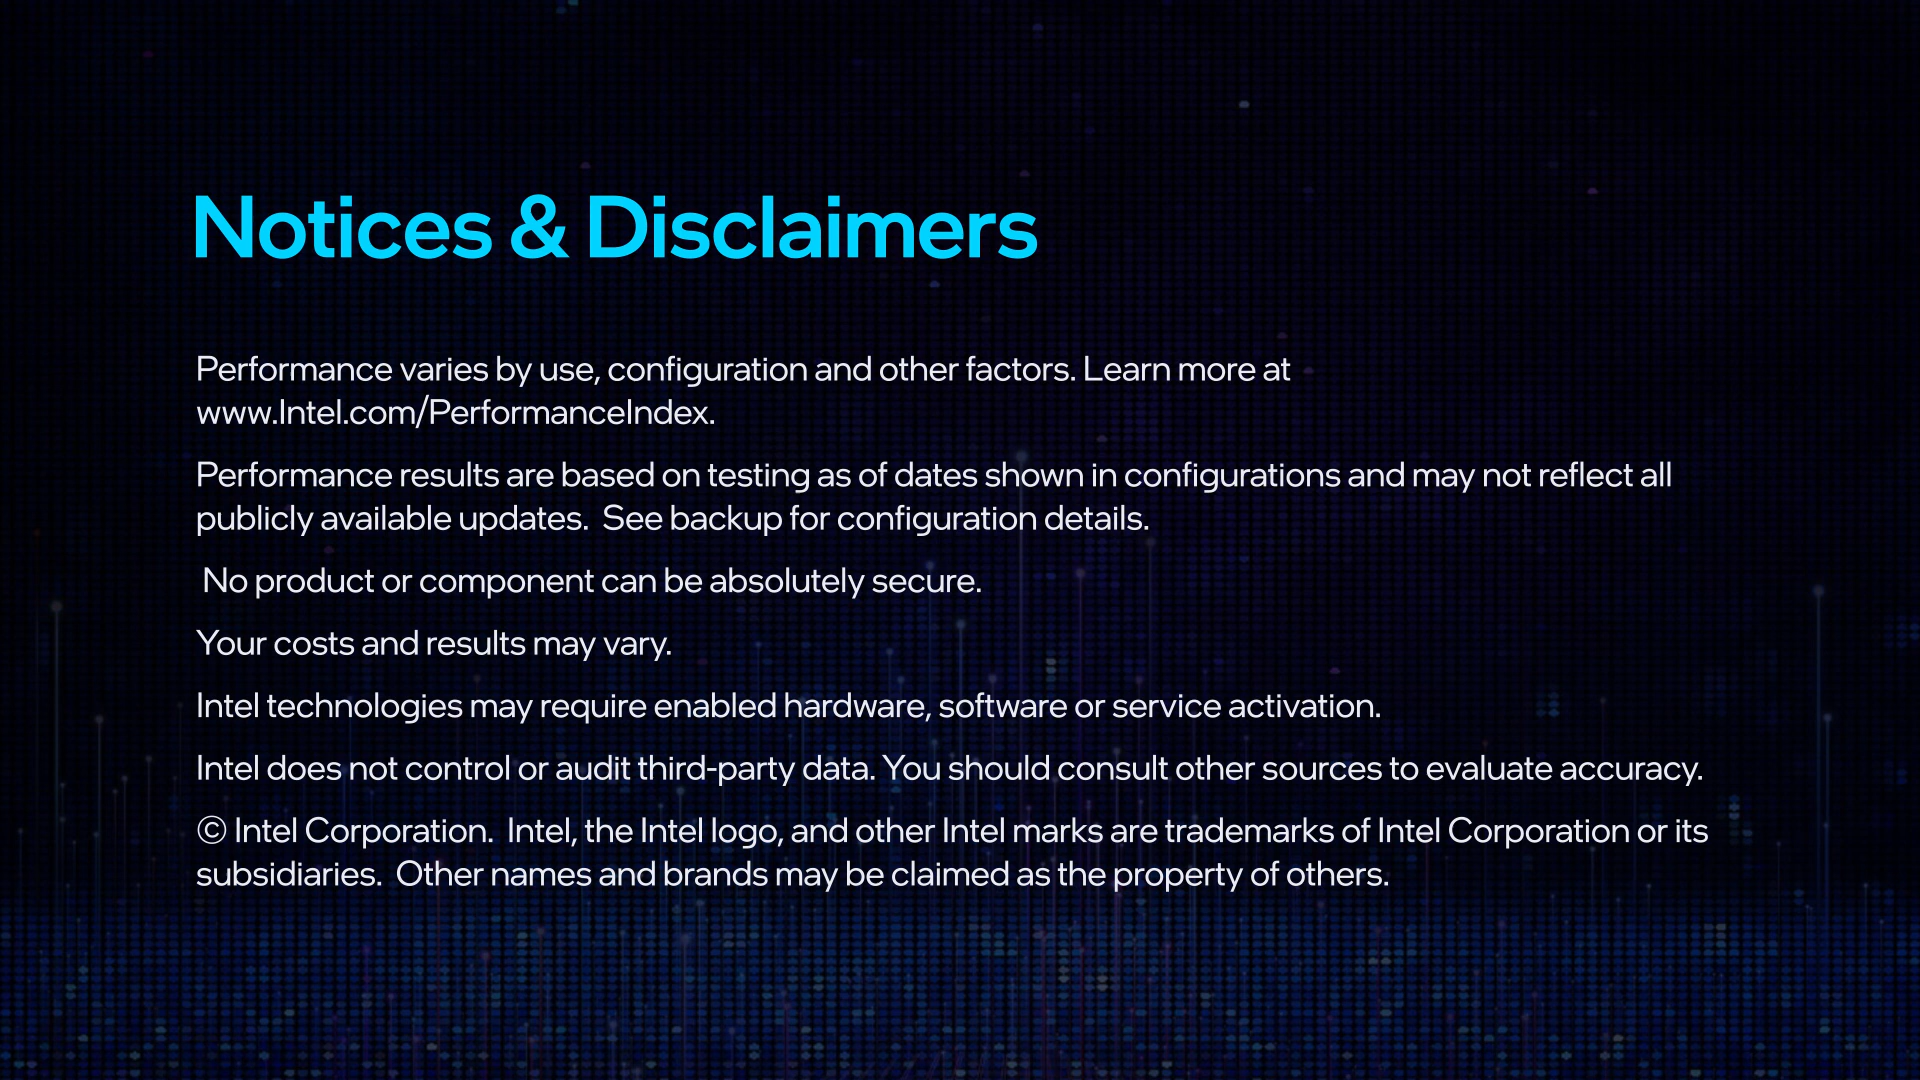 Notices & Disclaimers
Performance varies by use, configuration and other factors. Learn more at
www.Intel.com/PerformanceIndex.
Performance results are based on testing as of dates shown in configurations and may not reflect all
publicly available updates.  See backup for configuration details.
No product or component can be absolutely secure.
Your costs and results may vary.
Intel technologies may require enabled hardware, software or service activation.
Intel does not control or audit third-party data. You should consult other sources to evaluate accuracy.
© Intel Corporation.  Intel, the Intel logo, and other Intel marks are trademarks of Intel Corporation or its
subsidiaries.  Other names and brands may be claimed as the property of others.